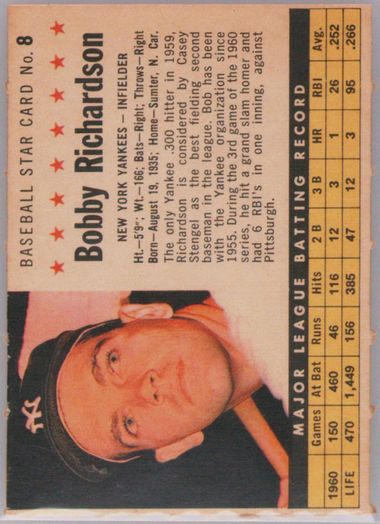 BASEBALL STAR CARD No. 8
Bobby Richardson
NEW YORK YANKEES – INFIELDER
Ht.—5'9"; Wt.—166; Bats—Right; Throws—Right
Born—August 19, 1935; Home—Sumter, N. Car.
The only Yankee .300 hitter in 1959,
Richardson is considered by Casey
Stengel as the best fielding second
baseman in the league. Bob has been
with the Yankee organization since
1955. During the 3rd game of the 1960
series, he hit a grand slam homer and
had 6 RBI's in one inning, against
Pittsburgh.
NY
MAJOR LEAGUE BATTING RECORD
Games At Bat Runs Hits 2 B 3 B HR RBI Avg.
1960 150 460 46 116 12 3 1 26 .252
LIFE 470 1,449 156 385 47 12 3 95 .266